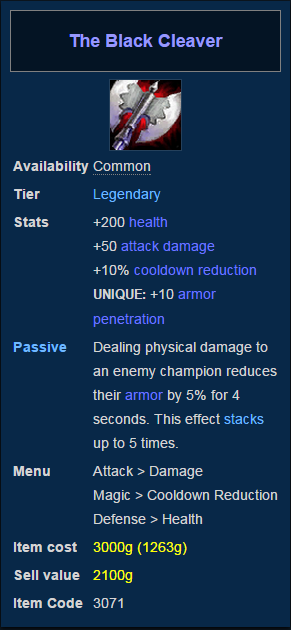 The Black Cleaver
Availability Common
Tier Legendary
Stats +200 health
+50 attack damage
+10% cooldown reduction
UNIQUE: +10 armor
penetration
Passive Dealing physical damage to
an enemy champion reduces
their armor by 5% for 4
seconds. This effect stacks
up to 5 times.
Menu Attack > Damage
Magic > Cooldown Reduction
Defense > Health
Item cost 3000g (1263g)
Sell value 2100g
Item Code 3071